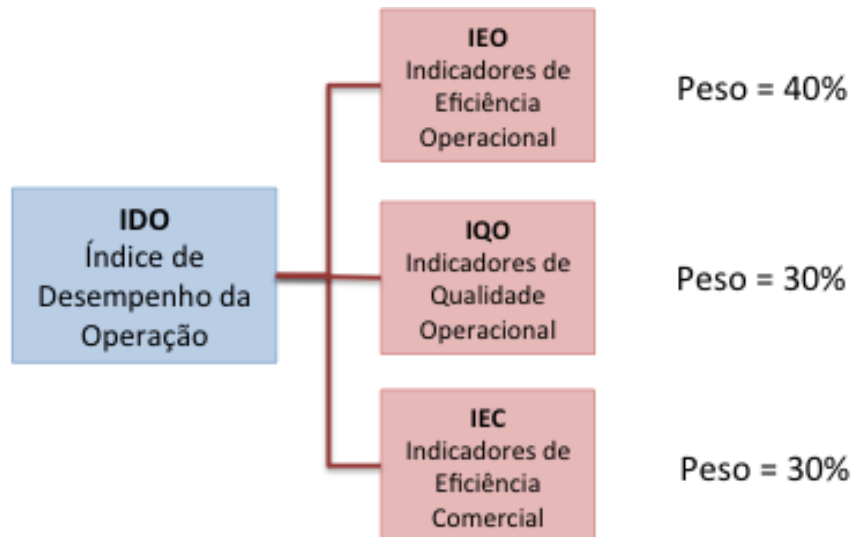 IEO
Indicadores de
Eficiência
Operacional
Peso = 40%
IDO
Índice de
Desempenho da
Operação
IQO
Indicadores de
Qualidade
Operacional
Peso = 30%
IEC
Indicadores de
Eficiência
Comercial
Peso = 30%